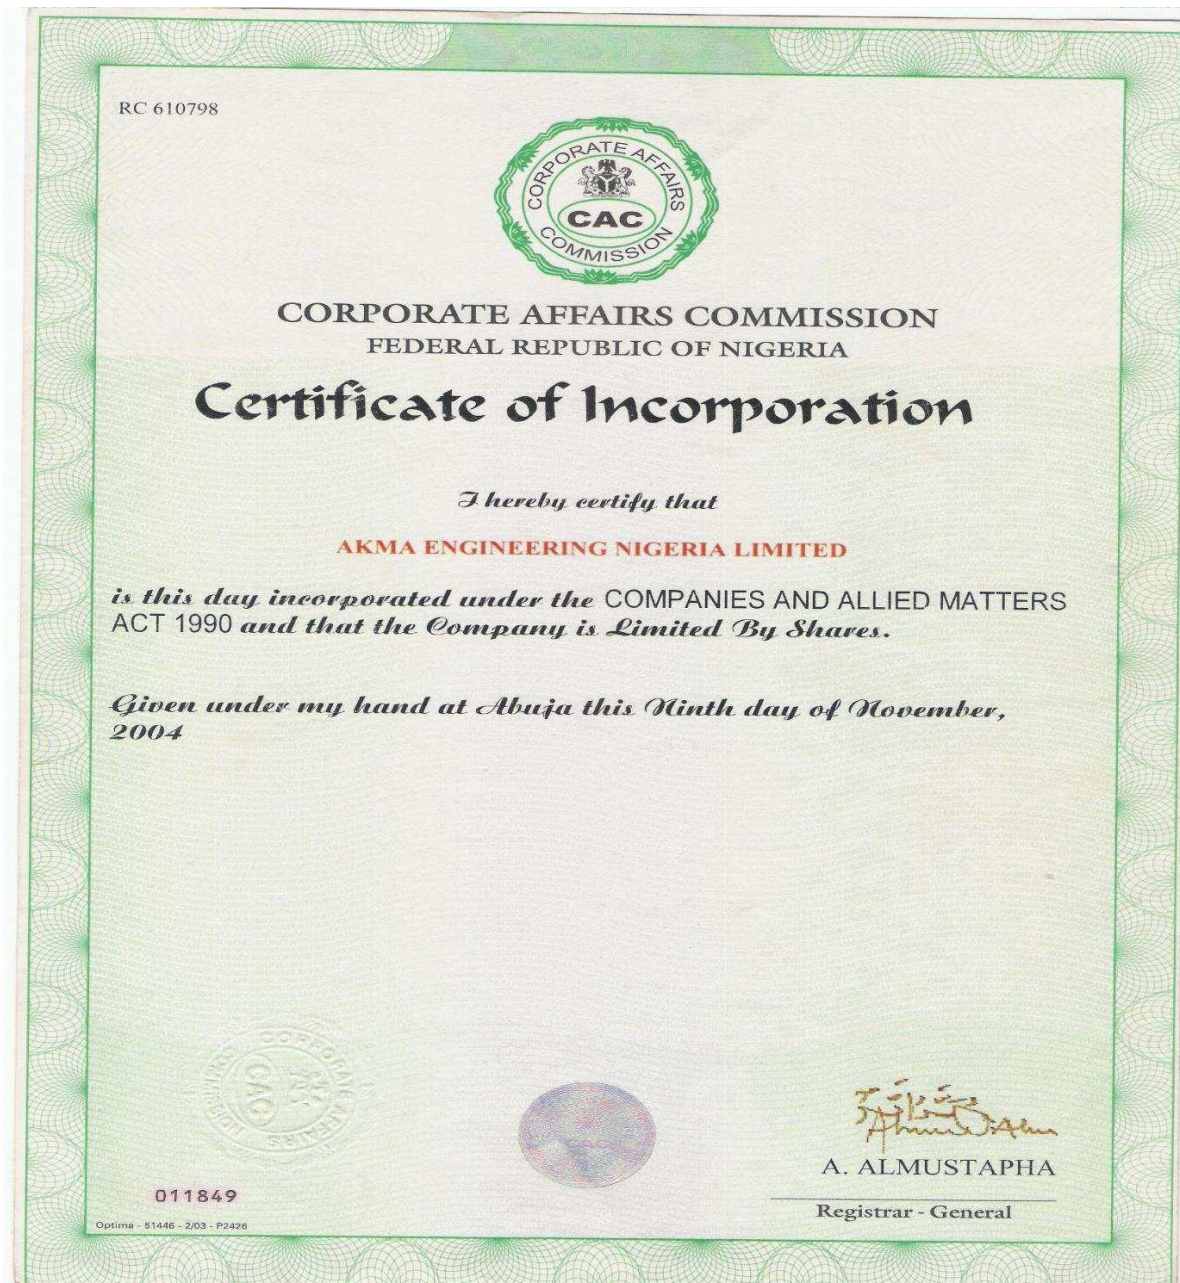 RC 610798
CORPORATE AFFAIRS
CAC
COMMISSION
CORPORATE AFFAIRS COMMISSION
FEDERAL REPUBLIC OF NIGERIA
Certificate of Incorporation
I hereby certify that
AKMA ENGINEERING NIGERIA LIMITED
is this day incorporated under the COMPANIES AND ALLIED MATTERS
ACT 1990 and that the Company is Limited By Shares.
Given under my hand at Abuja this Ninth day of November,
2004
CAC
A. ALMUSTAPHA
Registrar - General
011849
Optima - 51446 - 2/03 - P2426